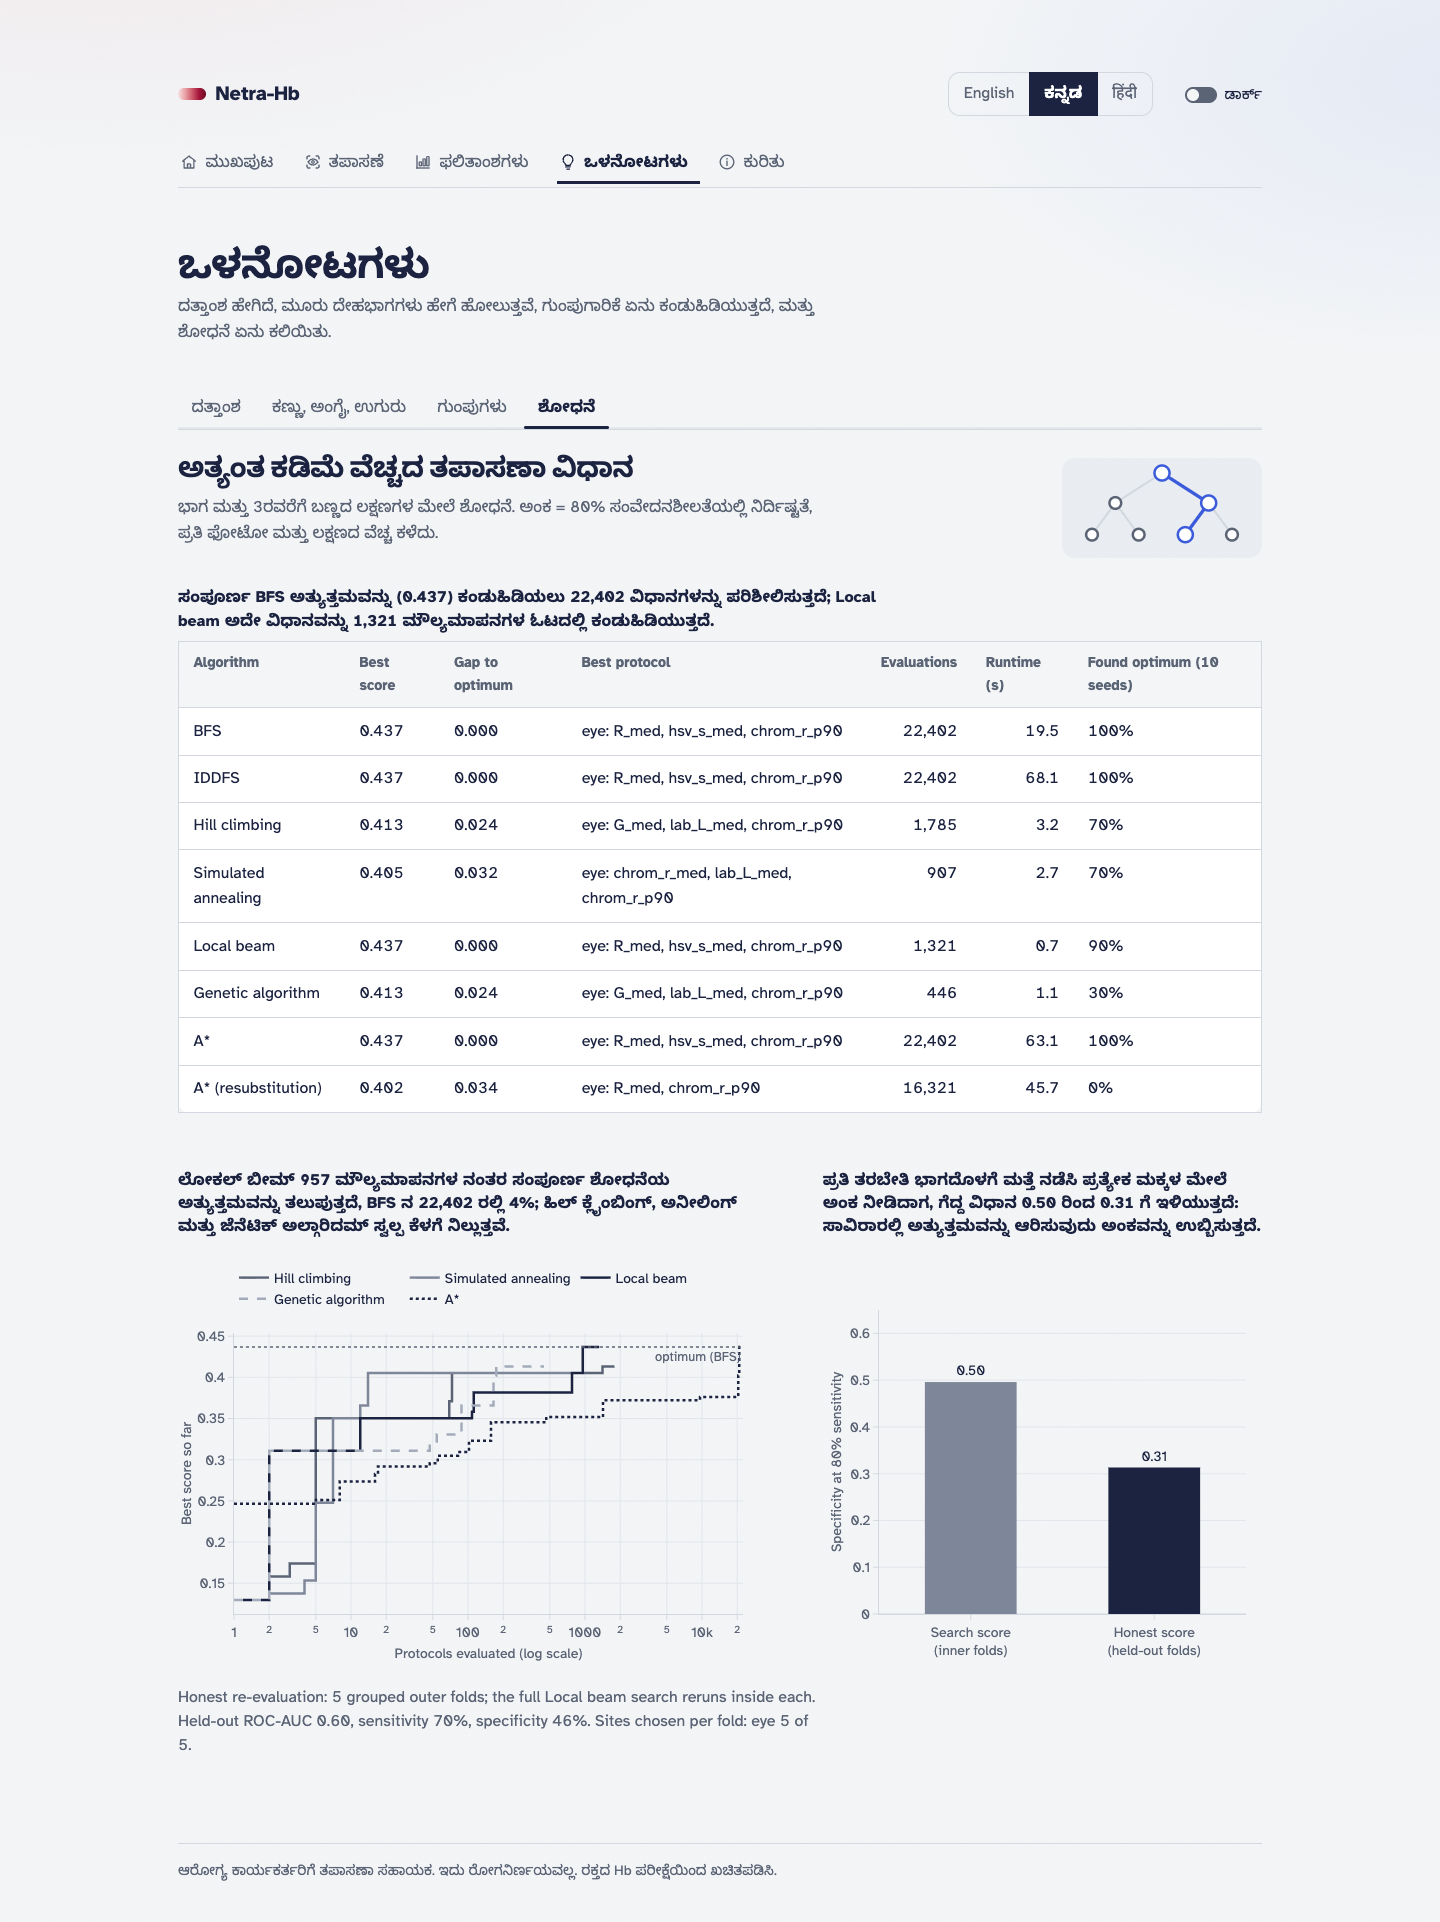 Netra-Hb
English
ಕನ್ನಡ
हिंदी
ಡಾರ್ಕ್
ಮುಖಪುಟ
ತಪಾಸಣೆ
ಫಲಿತಾಂಶಗಳು
ಒಳನೋಟಗಳು
ಕುರಿತು
ಒಳನೋಟಗಳು
ದತ್ತಾಂಶ ಹೇಗಿದೆ, ಮೂರು ದೇಹಭಾಗಗಳು ಹೇಗೆ ಹೋಲುತ್ತವೆ, ಗುಂಪುಗಾರಿಕೆ ಏನು ಕಂಡುಹಿಡಿಯುತ್ತದೆ, ಮತ್ತು
ಶೋಧನೆ ಏನು ಕಲಿಯಿತು.
ದತ್ತಾಂಶ
ಕಣ್ಣು, ಅಂಗೈ, ಉಗುರು
ಗುಂಪುಗಳು
ಶೋಧನೆ
ಅತ್ಯಂತ ಕಡಿಮೆ ವೆಚ್ಚದ ತಪಾಸಣಾ ವಿಧಾನ
ಭಾಗ ಮತ್ತು 3ರವರೆಗೆ ಬಣ್ಣದ ಲಕ್ಷಣಗಳ ಮೇಲೆ ಶೋಧನೆ. ಅಂಕ = 80% ಸಂವೇದನಶೀಲತೆಯಲ್ಲಿ ನಿರ್ದಿಷ್ಟತೆ,
ಪ್ರತಿ ಫೋಟೋ ಮತ್ತು ಲಕ್ಷಣದ ವೆಚ್ಚ ಕಳೆದು.
ಸಂಪೂರ್ಣ BFS ಅತ್ಯುತ್ತಮವನ್ನು (0.437) ಕಂಡುಹಿಡಿಯಲು 22,402 ವಿಧಾನಗಳನ್ನು ಪರಿಶೀಲಿಸುತ್ತದೆ; Local
beam ಅದೇ ವಿಧಾನವನ್ನು 1,321 ಮೌಲ್ಯಮಾಪನಗಳ ಓಟದಲ್ಲಿ ಕಂಡುಹಿಡಿಯುತ್ತದೆ.
Algorithm Best score Gap to optimum Best protocol Evaluations Runtime (s) Found optimum (10 seeds)
BFS 0.437 0.000 eye: R_med, hsv_s_med, chrom_r_p90 22,402 19.5 100%
IDDFS 0.437 0.000 eye: R_med, hsv_s_med, chrom_r_p90 22,402 68.1 100%
Hill climbing 0.413 0.024 eye: G_med, lab_L_med, chrom_r_p90 1,785 3.2 70%
Simulated annealing 0.405 0.032 eye: chrom_r_med, lab_L_med, chrom_r_p90 907 2.7 70%
Local beam 0.437 0.000 eye: R_med, hsv_s_med, chrom_r_p90 1,321 0.7 90%
Genetic algorithm 0.413 0.024 eye: G_med, lab_L_med, chrom_r_p90 446 1.1 30%
A* 0.437 0.000 eye: R_med, hsv_s_med, chrom_r_p90 22,402 63.1 100%
A* (resubstitution) 0.402 0.034 eye: R_med, chrom_r_p90 16,321 45.7 0%
ಲೋಕಲ್ ಬೀಮ್ 957 ಮೌಲ್ಯಮಾಪನಗಳ ನಂತರ ಸಂಪೂರ್ಣ ಶೋಧನೆಯ
ಅತ್ಯುತ್ತಮವನ್ನು ತಲುಪುತ್ತದೆ, BFS ನ 22,402 ರಲ್ಲಿ 4%; ಹಿಲ್ ಕ್ಲೈಂಬಿಂಗ್, ಅನೀಲಿಂಗ್
ಮತ್ತು ಜೆನೆಟಿಕ್ ಅಲ್ಗಾರಿದಮ್ ಸ್ವಲ್ಪ ಕೆಳಗೆ ನಿಲ್ಲುತ್ತವೆ.
Hill climbing Simulated annealing Local beam
Genetic algorithm A*
optimum (BFS)
Best score so far
0.45
0.4
0.35
0.3
0.25
0.2
0.15
1 2 5 10 2 5 100 2 5 1000 2 5 10k 2
Protocols evaluated (log scale)
ಪ್ರತಿ ತರಬೇತಿ ಭಾಗದೊಳಗೆ ಮತ್ತೆ ನಡೆಸಿ ಪ್ರತ್ಯೇಕ ಮಕ್ಕಳ ಮೇಲೆ
ಅಂಕ ನೀಡಿದಾಗ, ಗೆದ್ದ ವಿಧಾನ 0.50 ರಿಂದ 0.31 ಗೆ ಇಳಿಯುತ್ತದೆ:
ಸಾವಿರಾರಲ್ಲಿ ಅತ್ಯುತ್ತಮವನ್ನು ಆರಿಸುವುದು ಅಂಕವನ್ನು ಉಬ್ಬಿಸುತ್ತದೆ.
Specificity at 80% sensitivity
0.6
0.5
0.4
0.3
0.2
0.1
0
0.50
0.31
Search score
(inner folds)
Honest score
(held-out folds)
Honest re-evaluation: 5 grouped outer folds; the full Local beam search reruns inside each.
Held-out ROC-AUC 0.60, sensitivity 70%, specificity 46%. Sites chosen per fold: eye 5 of
5.
ಆರೋಗ್ಯ ಕಾರ್ಯಕರ್ತರಿಗೆ ತಪಾಸಣಾ ಸಹಾಯಕ. ಇದು ರೋಗನಿರ್ಣಯವಲ್ಲ. ರಕ್ತದ Hb ಪರೀಕ್ಷೆಯಿಂದ ಖಚಿತಪಡಿಸಿ.